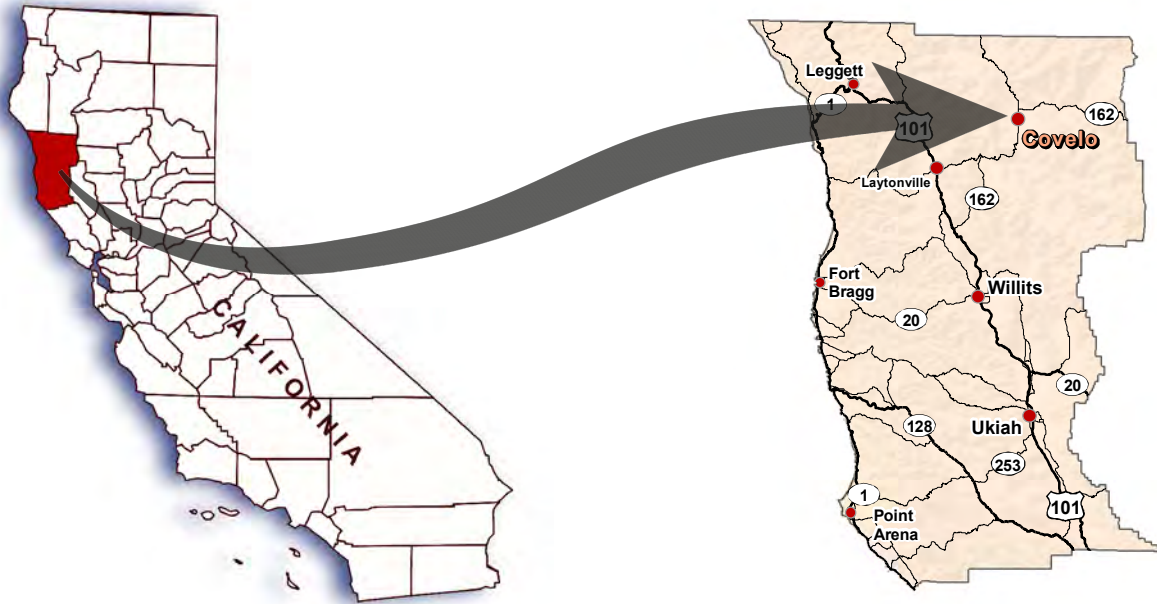 CALIFORNIA
Leggett
1
101
162
Covelo
Laytonville
162
Fort
Bragg
Willits
20
20
128
Ukiah
253
1
101
Point
Arena